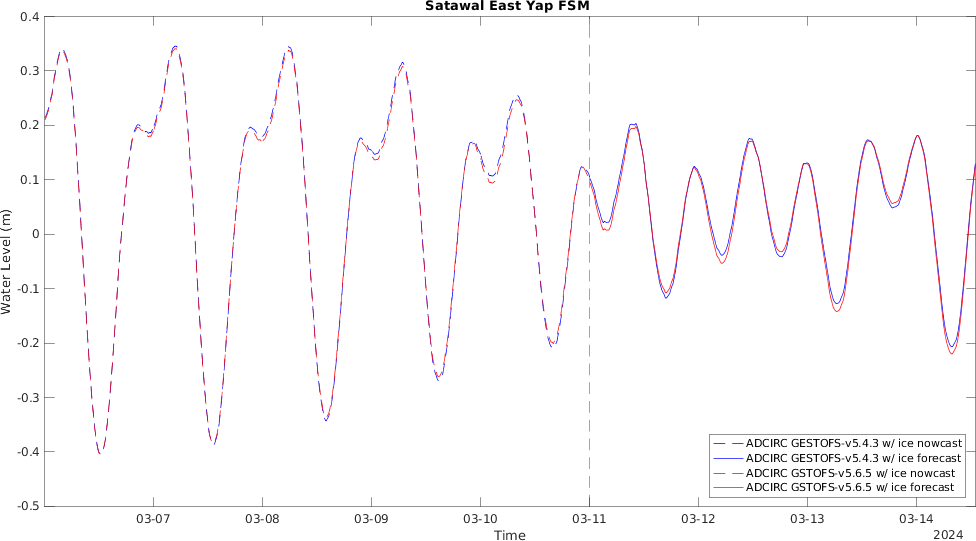 Satawal East Yap FSM
0.4
0.3
0.2
0.1
0
-0.1
-0.2
-0.3
-0.4
-0.5
Water Level (m)
ADCIRC GESTOFS-v5.4.3 w/ ice nowcast
ADCIRC GESTOFS-v5.4.3 w/ ice forecast
ADCIRC GSTOFS-v5.6.5 w/ ice nowcast
ADCIRC GSTOFS-v5.6.5 w/ ice forecast
03-07 03-08 03-09 03-10 03-11 03-12 03-13 03-14
Time
2024